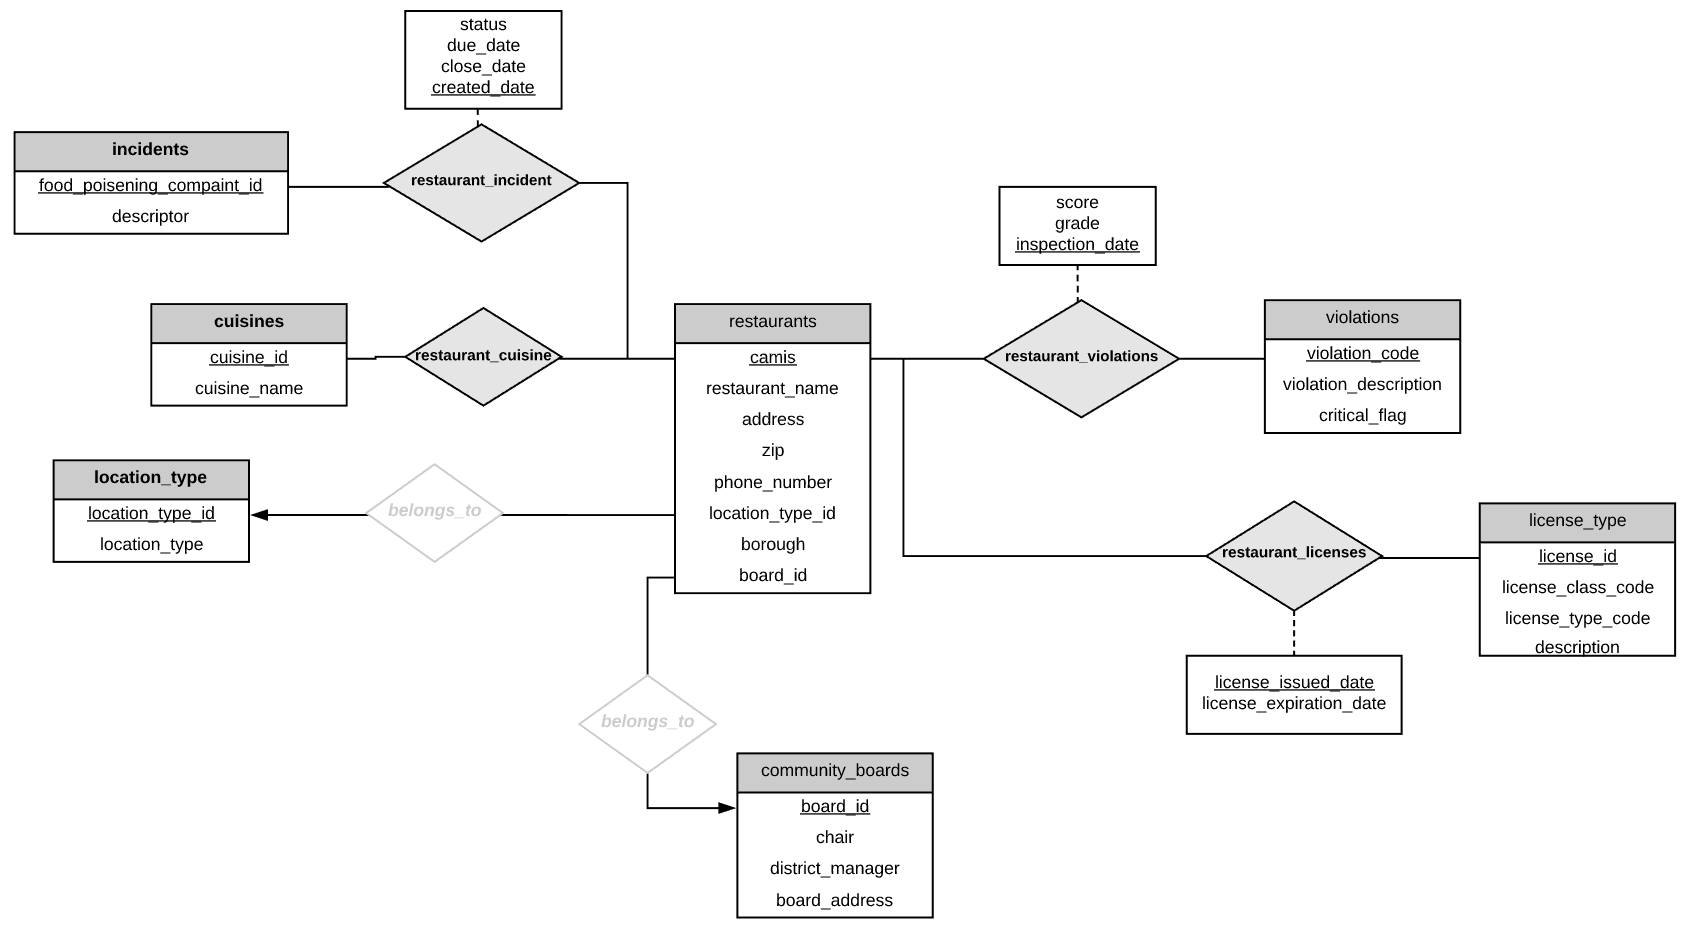 status
due_date
close_date
created_date
incidents
food_poisening_compaint_id
descriptor
restaurant_incident
score
grade
inspection_date
cuisines
cuisine_id
cuisine_name
restaurant_cuisine
restaurants
camis
restaurant_name
address
zip
phone_number
location_type_id
borough
board_id
restaurant_violations
violations
violation_code
violation_description
critical_flag
location_type
location_type_id
location_type
belongs_to
restaurant_licenses
license_type
license_id
license_class_code
license_type_code
description
license_issued_date
license_expiration_date
belongs_to
community_boards
board_id
chair
district_manager
board_address